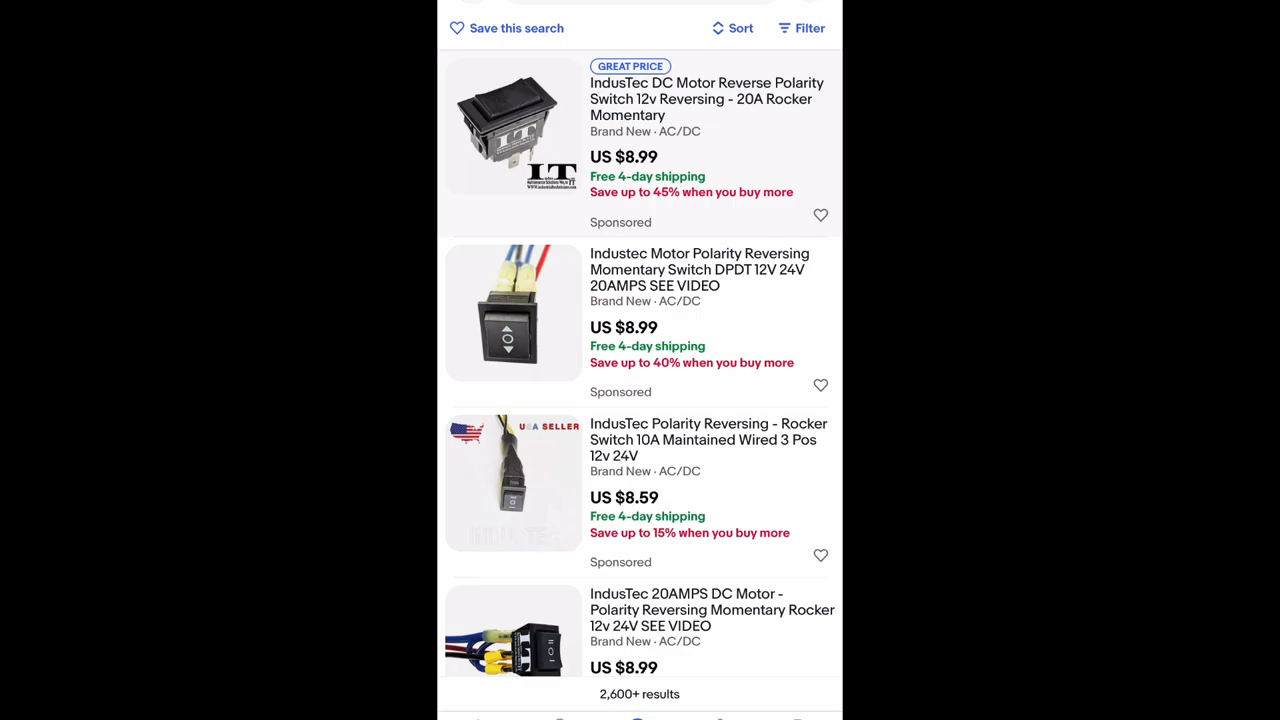 Save this search
Sort
Filter
GREAT PRICE
IndusTec DC Motor Reverse Polarity
Switch 12v Reversing - 20A Rocker
Momentary
Brand New · AC/DC
US $8.99
Free 4-day shipping
Save up to 45% when you buy more
Sponsored
I.T
Industec Motor Polarity Reversing
Momentary Switch DPDT 12V 24V
20AMPS SEE VIDEO
Brand New · AC/DC
US $8.99
Free 4-day shipping
Save up to 40% when you buy more
Sponsored
USA SELLER
IndusTec Polarity Reversing - Rocker
Switch 10A Maintained Wired 3 Pos
12v 24V
Brand New · AC/DC
US $8.59
Free 4-day shipping
Save up to 15% when you buy more
Sponsored
IndusTec 20AMPS DC Motor -
Polarity Reversing Momentary Rocker
12v 24V SEE VIDEO
Brand New · AC/DC
US $8.99
2,600+ results